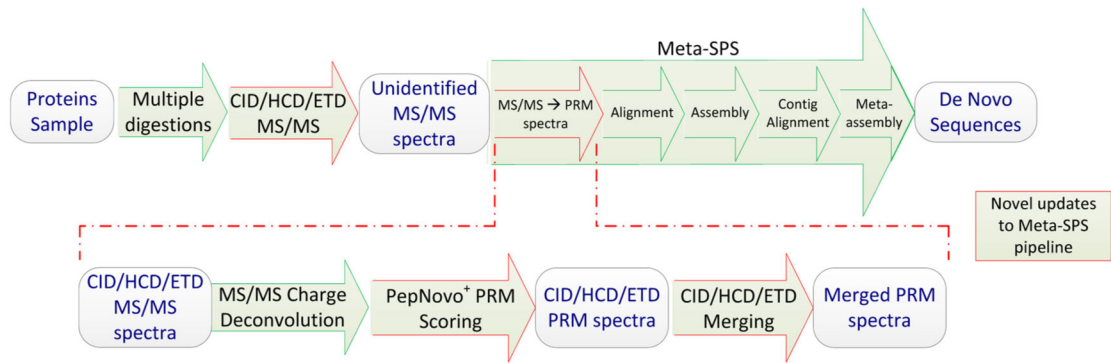 Meta-SPS
Proteins
Sample
Multiple
digestions
CID/HCD/ETD
MS/MS
Unidentified
MS/MS
spectra
MS/MS → PRM
spectra
Alignment
Assembly
Contig
Alignment
Meta-
assembly
De Novo
Sequences
Novel updates
to Meta-SPS
pipeline
CID/HCD/ETD
MS/MS
spectra
MS/MS Charge
Deconvolution
PepNovo⁺ PRM
Scoring
CID/HCD/ETD
PRM spectra
CID/HCD/ETD
Merging
Merged PRM
spectra